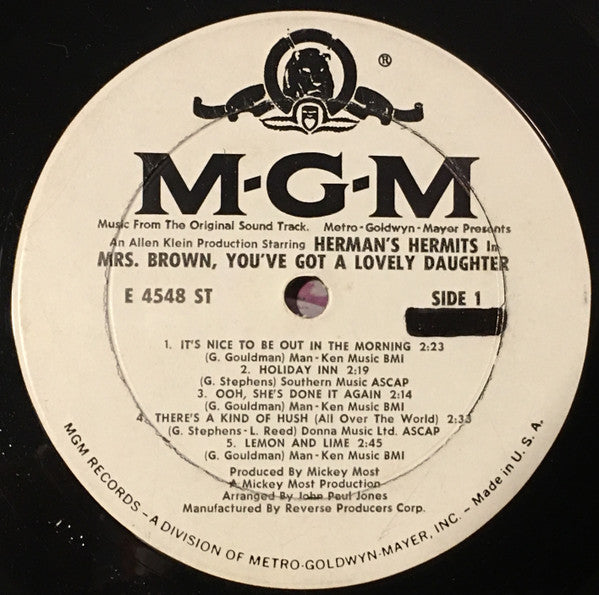 ®
M-G-M
Music From The Original Sound Track. Metro-Goldwyn-Mayer Presents
An Allen Klein Production Starring HERMAN'S HERMITS In
MRS. BROWN, YOU'VE GOT A LOVELY DAUGHTER
E 4548 ST SIDE 1
1. IT'S NICE TO BE OUT IN THE MORNING 2:23
(G. Gouldman) Man-Ken Music BMI
2. HOLIDAY INN 2:19
(G. Stephens) Southern Music ASCAP
3. OOH, SHE'S DONE IT AGAIN 2:14
(G. Gouldman) Man-Ken Music BMI
4. THERE'S A KIND OF HUSH (All Over The World) 2:33
(G. Stephens-L. Reed) Donna Music Ltd. ASCAP
5. LEMON AND LIME 2:45
(G. Gouldman) Man-Ken Music BMI
Produced By Mickey Most
A Mickey Most Production
Arranged By John Paul Jones
Manufactured By Reverse Producers Corp.
MGM RECORDS – A DIVISION OF METRO-GOLDWYN-MAYER, INC. – Made in U. S. A.